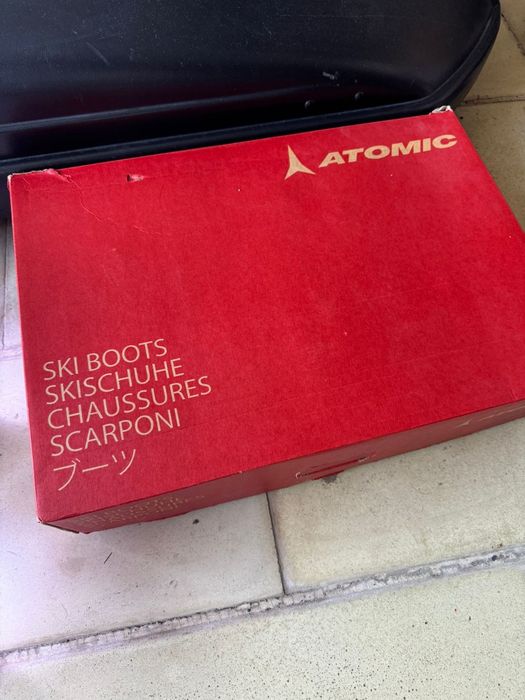 ATOMIC
SKI BOOTS
SKISCHUHE
CHAUSSURES
SCARPONI
ブーツ